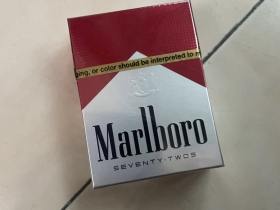 ging, or color should be interpreted to m
Marlboro
SEVENTY-TWOS